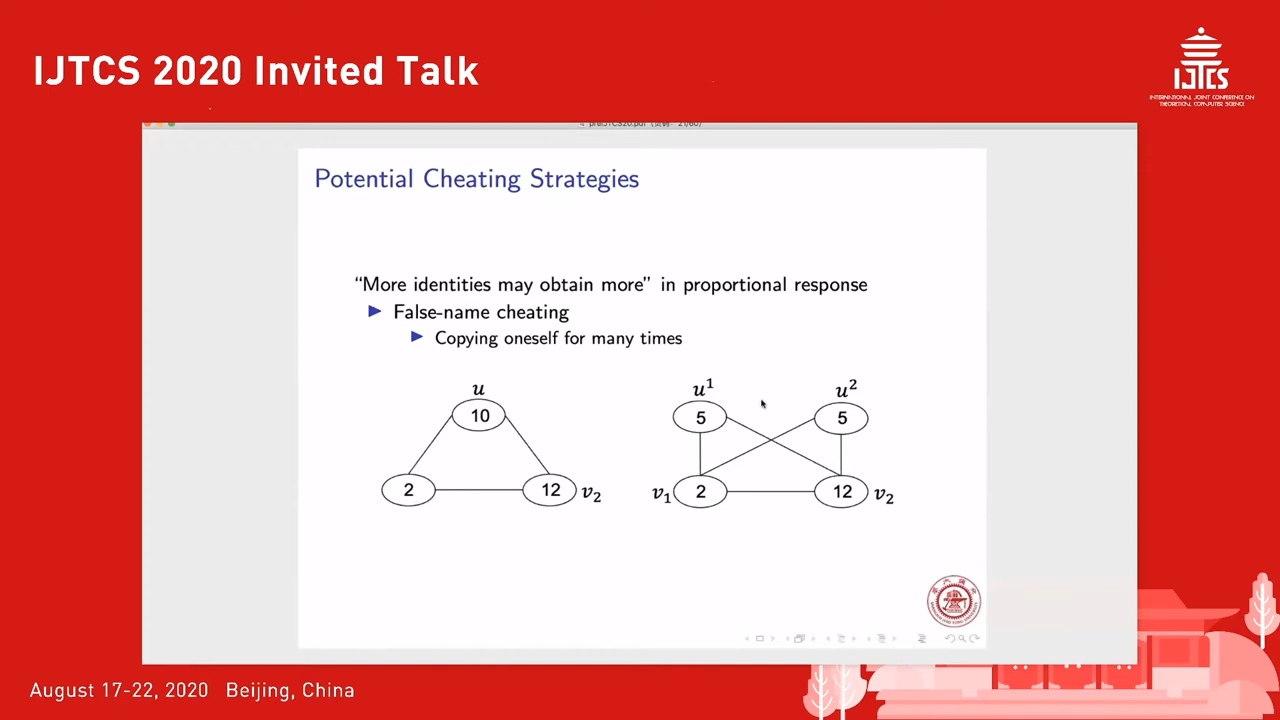 IJTCS 2020 Invited Talk
IJTCS
INTERNATIONAL JOINT CONFERENCE ON
THEORETICAL COMPUTER SCIENCE
Potential Cheating Strategies
“More identities may obtain more” in proportional response
False-name cheating
Copying oneself for many times
u
10
2
12 v₂
u¹ u²
5 5
v₁ 2 12 v₂
August 17-22, 2020 Beijing, China